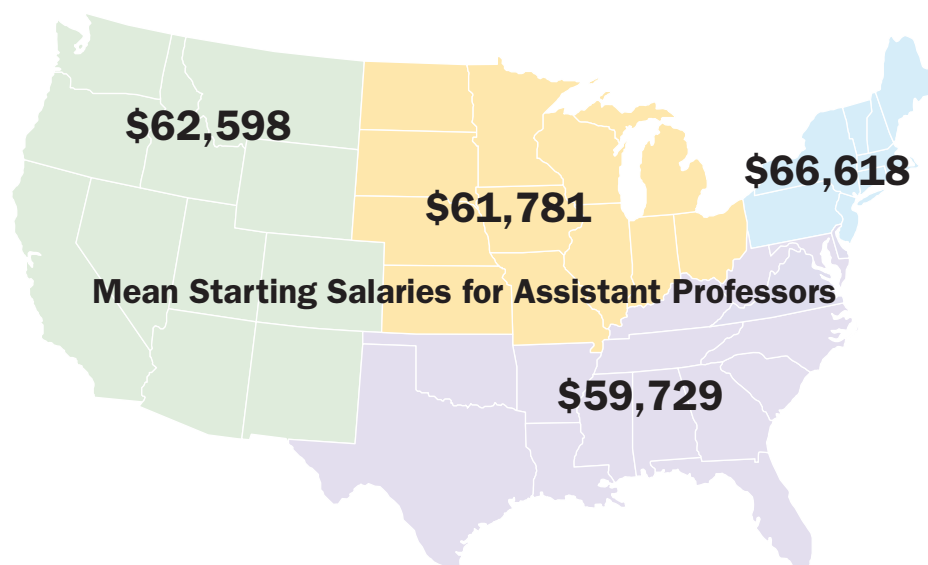 $62,598
$66,618
$61,781
Mean Starting Salaries for Assistant Professors
$59,729